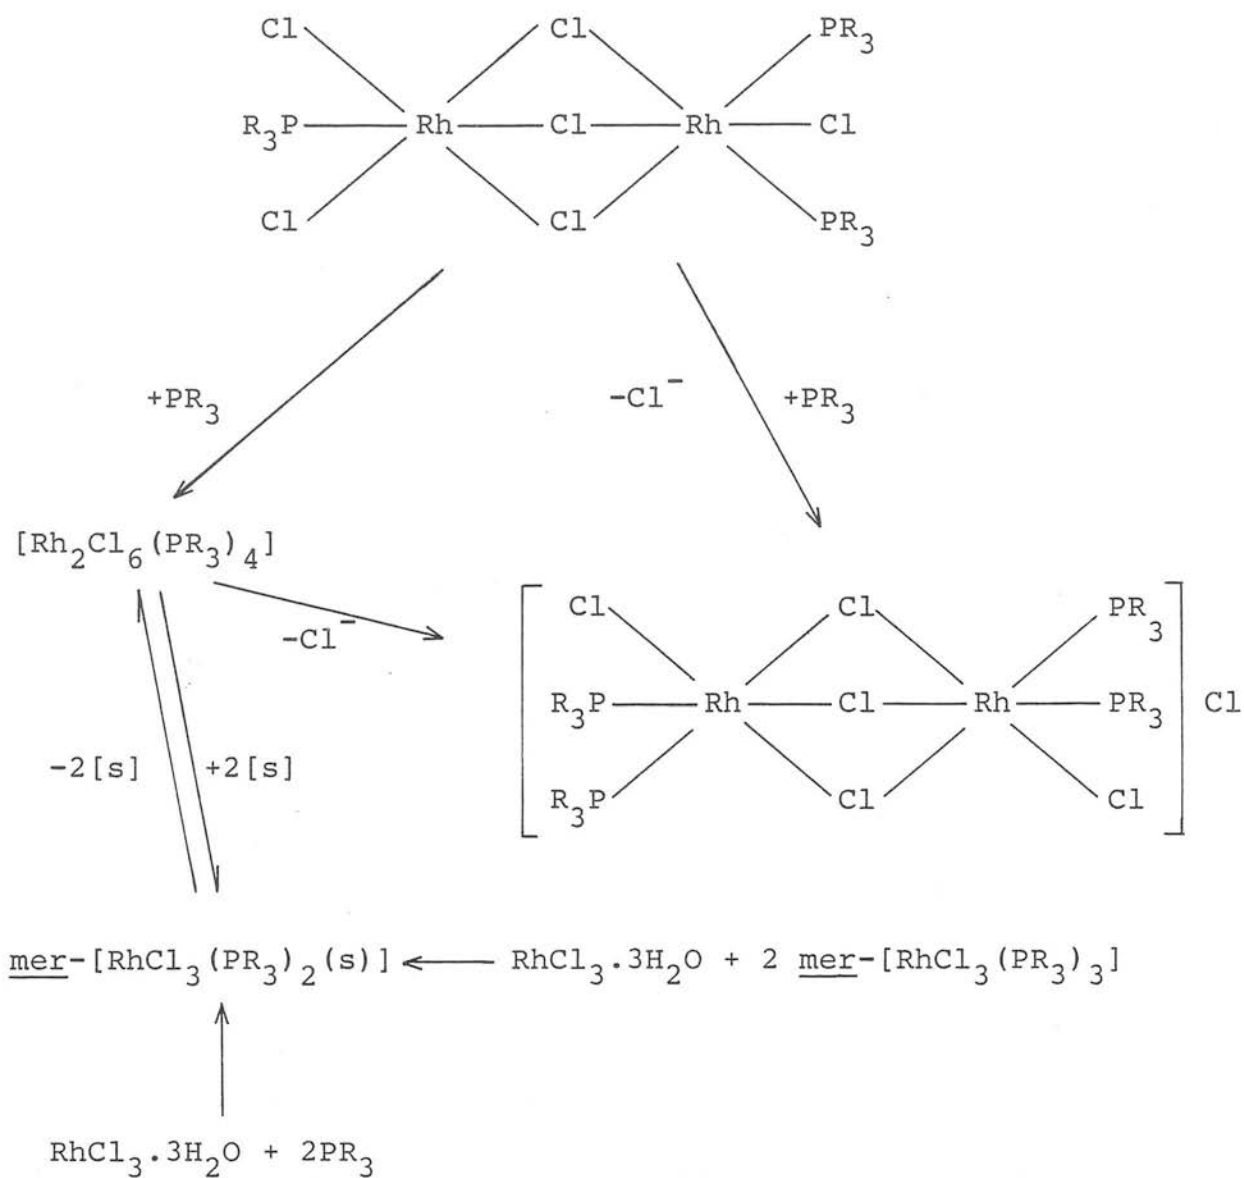 Cl Cl PR3
R3P Rh Cl Rh Cl
Cl Cl PR3
+PR3 -Cl- +PR3
[Rh2Cl6(PR3)4]
-Cl-
Cl Cl PR3
R3P Rh Cl Rh PR3 Cl
R3P Cl Cl
-2[s] +2[s]
mer-[RhCl3(PR3)2(s)] RhCl3.3H2O + 2 mer-[RhCl3(PR3)3]
RhCl3.3H2O + 2PR3